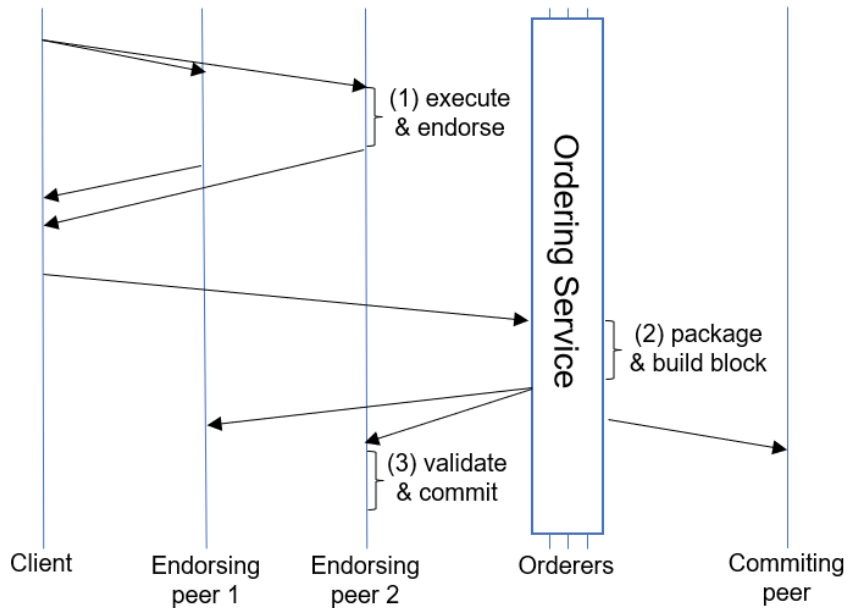 (1) execute
& endorse
Ordering Service
(2) package
& build block
(3) validate
& commit
Client
Endorsing
peer 1
Endorsing
peer 2
Orderers
Commiting
peer